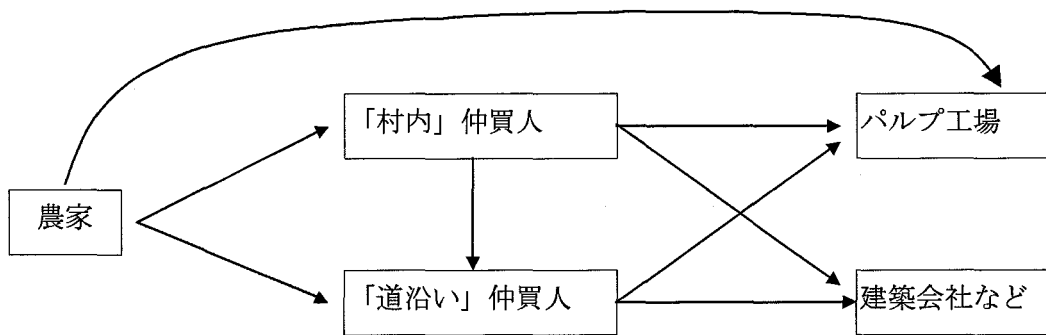 「村内」仲買人
パルプ工場
農家
「道沿い」仲買人
建築会社など